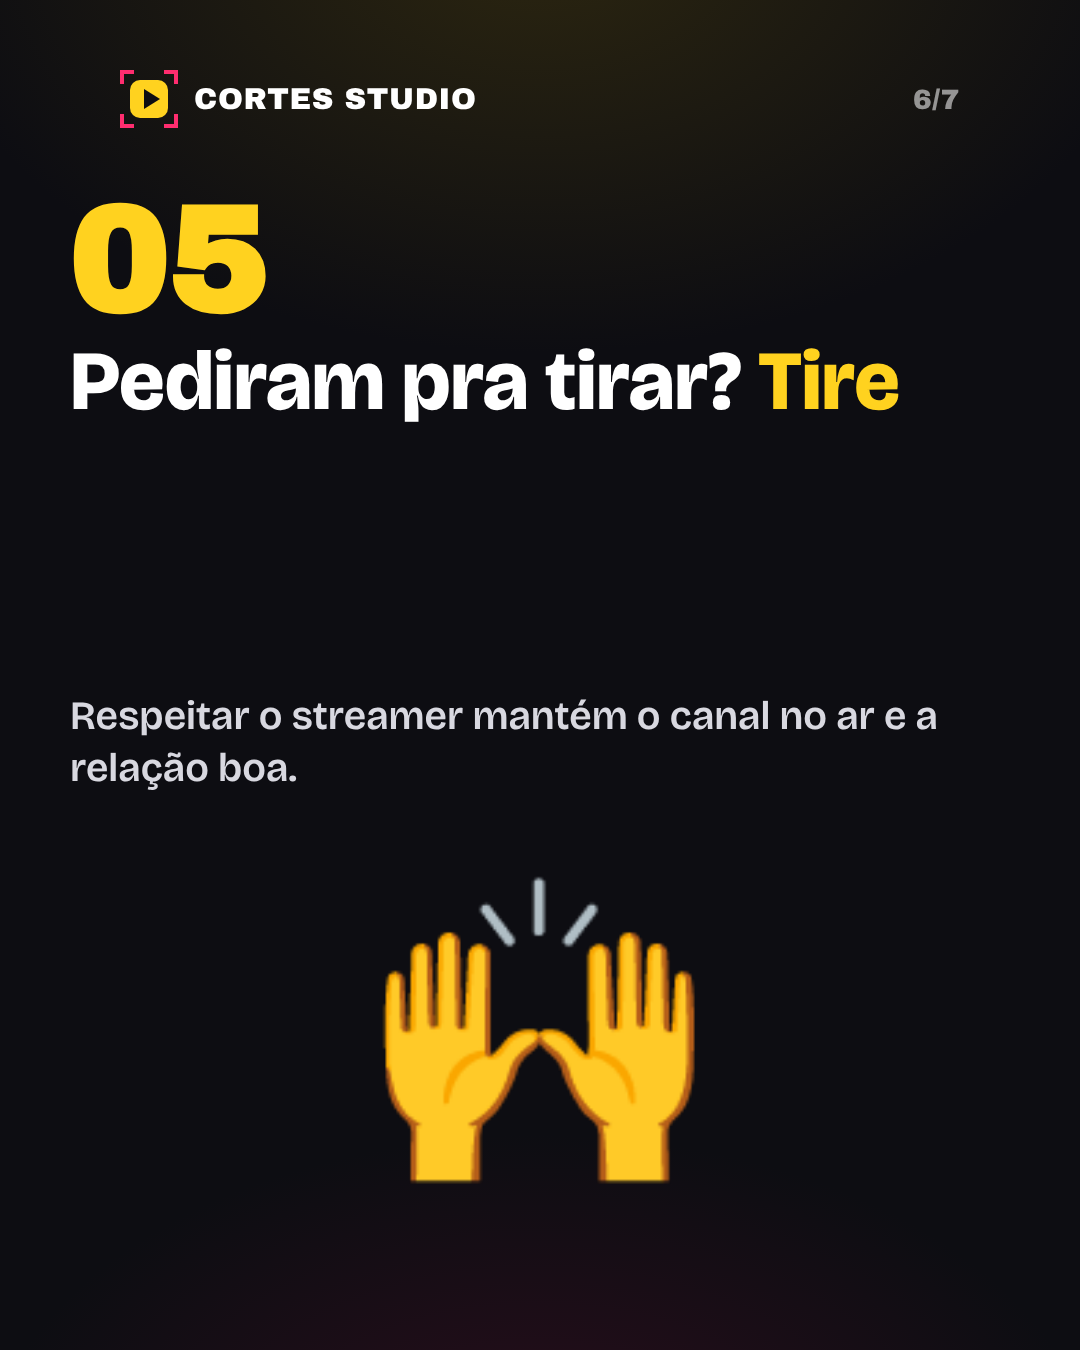 CORTES STUDIO
6/7
05
Pediram pra tirar? Tire
Respeitar o streamer mantém o canal no ar e a
relação boa.